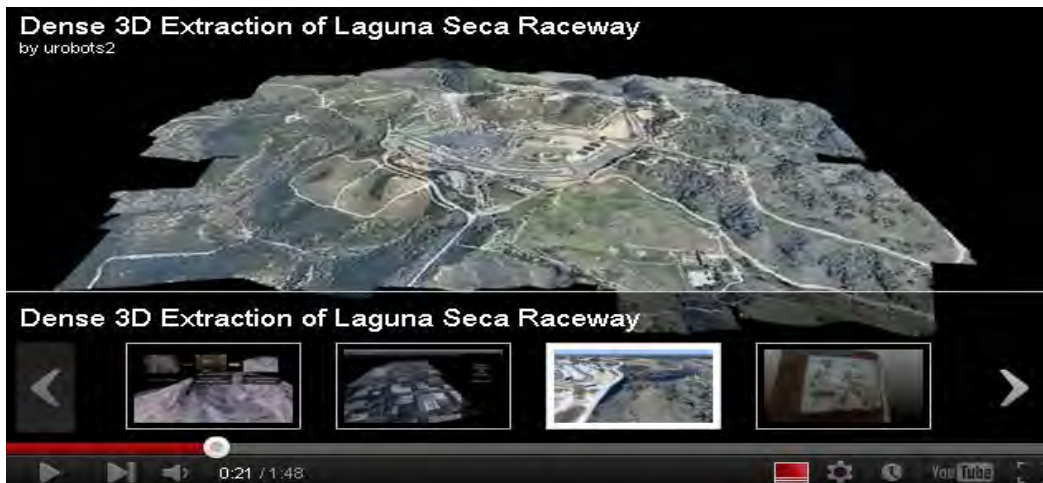 Dense 3D Extraction of Laguna Seca Raceway
by urobots2
Dense 3D Extraction of Laguna Seca Raceway
0:21 / 1:48
YouTube